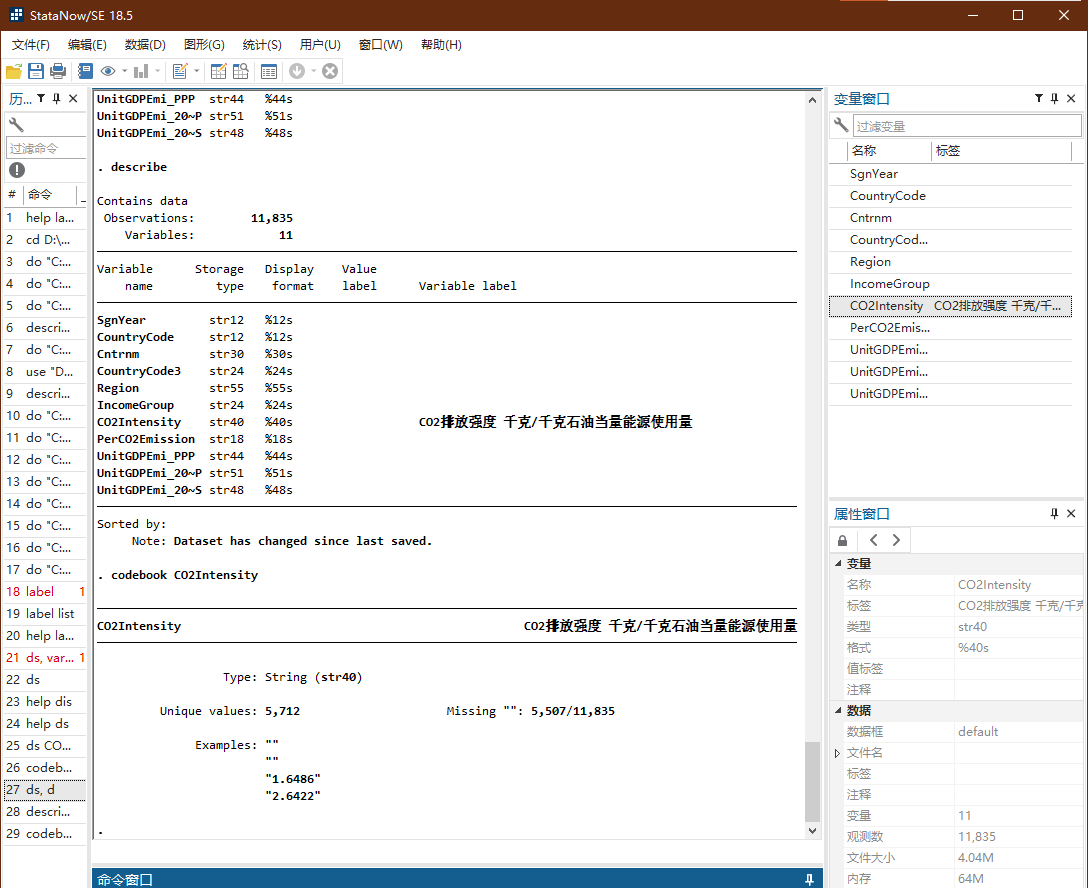 StataNow/SE 18.5
文件(F) 编辑(E) 数据(D) 图形(G) 统计(S) 用户(U) 窗口(W) 帮助(H)
历...
过滤命令
# 命令
1 help la...
2 cd D:\...
3 do "C:...
4 do "C:...
5 do "C:...
6 descri...
7 do "C:...
8 use "D...
9 descri...
10 do "C:...
11 do "C:...
12 do "C:...
13 do "C:...
14 do "C:...
15 do "C:...
16 do "C:...
17 do "C:...
18 label 1
19 label list
20 help la...
21 ds, var... 1
22 ds
23 help dis
24 help ds
25 ds CO...
26 codeb...
27 ds, d
28 descri...
29 codeb...
UnitGDPEmi_PPP str44 %44s
UnitGDPEmi_20~P str51 %51s
UnitGDPEmi_20~S str48 %48s
. describe
Contains data
Observations: 11,835
Variables: 11
Variable Storage Display Value
name type format label Variable label
SgnYear str12 %12s
CountryCode str12 %12s
Cntrnm str30 %30s
CountryCode3 str24 %24s
Region str55 %55s
IncomeGroup str24 %24s
CO2Intensity str40 %40s CO2排放强度 千克/千克石油当量能源使用量
PerCO2Emission str18 %18s
UnitGDPEmi_PPP str44 %44s
UnitGDPEmi_20~P str51 %51s
UnitGDPEmi_20~S str48 %48s
Sorted by:
Note: Dataset has changed since last saved.
. codebook CO2Intensity
CO2Intensity CO2排放强度 千克/千克石油当量能源使用量
Type: String (str40)
Unique values: 5,712 Missing "": 5,507/11,835
Examples: ""
""
"1.6486"
"2.6422"
.
命令窗口
变量窗口
过滤变量
名称 标签
SgnYear
CountryCode
Cntrnm
CountryCod...
Region
IncomeGroup
CO2Intensity CO2排放强度 千克/千...
PerCO2Emis...
UnitGDPEmi...
UnitGDPEmi...
UnitGDPEmi...
属性窗口
变量
名称 CO2Intensity
标签 CO2排放强度 千克/千克
类型 str40
格式 %40s
值标签
注释
数据
数据框 default
文件名
标签
注释
变量 11
观测数 11,835
文件大小 4.04M
内存 64M